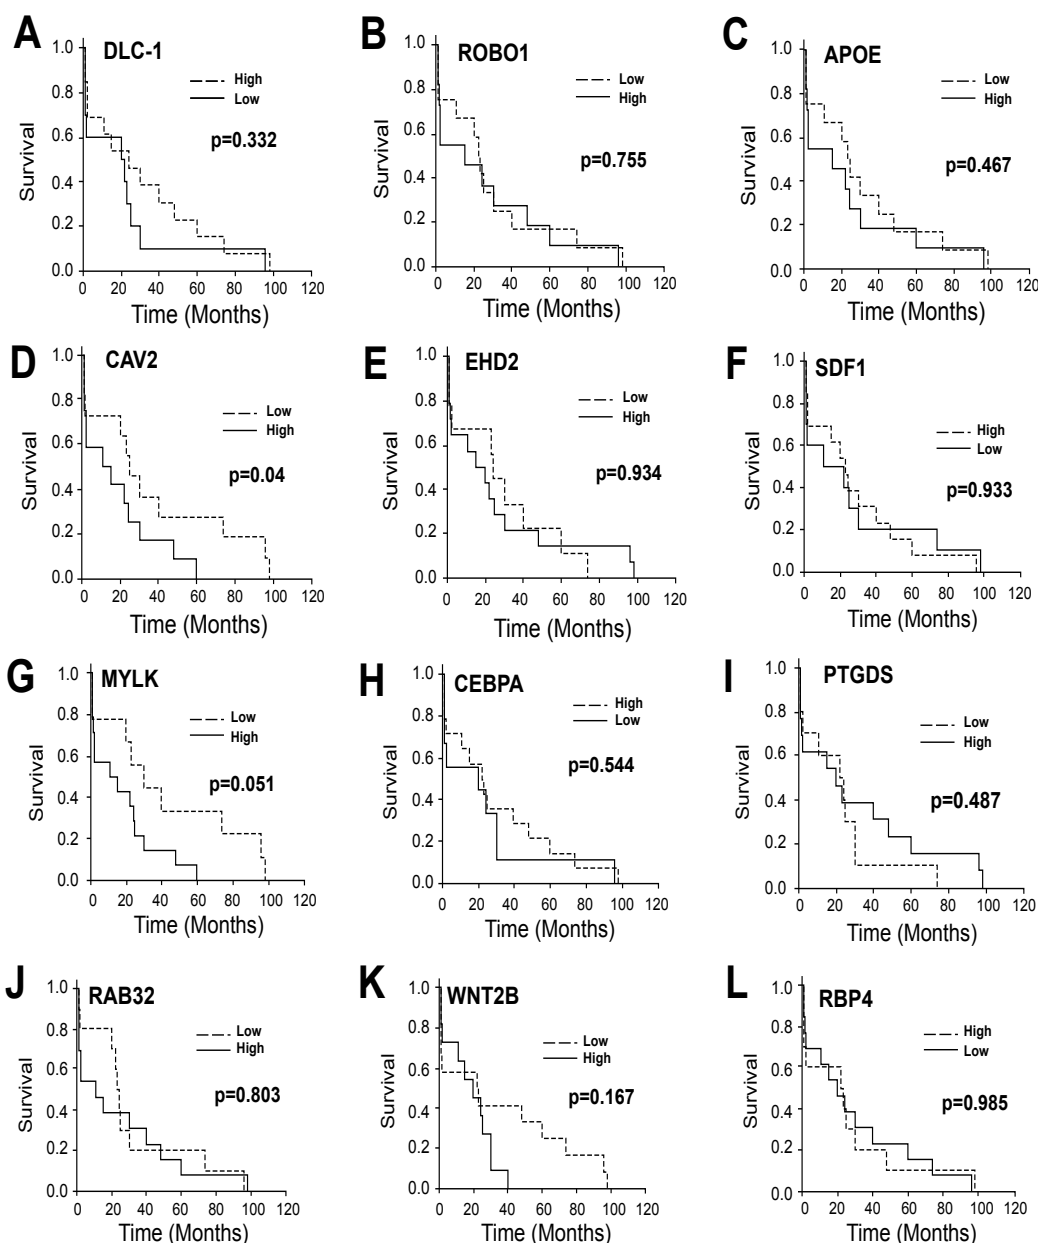 A DLC-1
1.0
0.8
0.6
0.4
0.2
0.0
Survival
High
Low
p=0.332
0 20 40 60 80 100 120
Time (Months)
B ROBO1
1.0
0.8
0.6
0.4
0.2
0.0
Survival
Low
High
p=0.755
0 20 40 60 80 100 120
Time (Months)
C APOE
1.0
0.8
0.6
0.4
0.2
0.0
Survival
Low
High
p=0.467
0 20 40 60 80 100 120
Time (Months)
D CAV2
1.0
0.8
0.6
0.4
0.2
0.0
Survival
Low
High
p=0.04
0 20 40 60 80 100 120
Time (Months)
E EHD2
1.0
0.8
0.6
0.4
0.2
0.0
Survival
Low
High
p=0.934
0 20 40 60 80 100 120
Time (Months)
F SDF1
1.0
0.8
0.6
0.4
0.2
0.0
Survival
High
Low
p=0.933
0 20 40 60 80 100 120
Time (Months)
G MYLK
1.0
0.8
0.6
0.4
0.2
0.0
Survival
Low
High
p=0.051
0 20 40 60 80 100 120
Time (Months)
H CEBPA
1.0
0.8
0.6
0.4
0.2
0.0
Survival
High
Low
p=0.544
0 20 40 60 80 100 120
Time (Months)
I PTGDS
1.0
0.8
0.6
0.4
0.2
0.0
Survival
Low
High
p=0.487
0 20 40 60 80 100 120
Time (Months)
J RAB32
1.0
0.8
0.6
0.4
0.2
0.0
Survival
Low
High
p=0.803
0 20 40 60 80 100 120
Time (Months)
K WNT2B
1.0
0.8
0.6
0.4
0.2
0.0
Survival
Low
High
p=0.167
0 20 40 60 80 100 120
Time (Months)
L RBP4
1.0
0.8
0.6
0.4
0.2
0.0
Survival
High
Low
p=0.985
0 20 40 60 80 100 120
Time (Months)